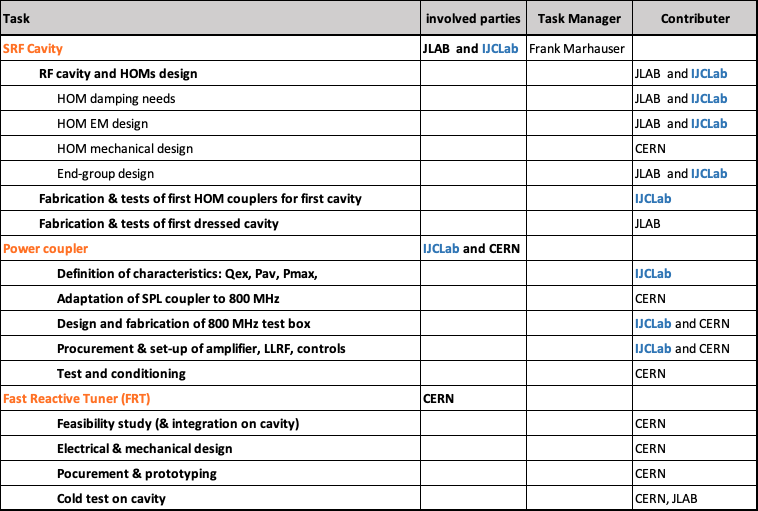 Task involved parties Task Manager Contributer
SRF Cavity JLAB and IJCLab Frank Marhauser
RF cavity and HOMs design JLAB and IJCLab
HOM damping needs JLAB and IJCLab
HOM EM design JLAB and IJCLab
HOM mechanical design CERN
End-group design JLAB and IJCLab
Fabrication & tests of first HOM couplers for first cavity IJCLab
Fabrication & tests of first dressed cavity JLAB
Power coupler IJCLab and CERN
Definition of characteristics: Qex, Pav, Pmax, IJCLab
Adaptation of SPL coupler to 800 MHz CERN
Design and fabrication of 800 MHz test box IJCLab and CERN
Procurement & set-up of amplifier, LLRF, controls IJCLab and CERN
Test and conditioning CERN
Fast Reactive Tuner (FRT) CERN
Feasibility study (& integration on cavity) CERN
Electrical & mechanical design CERN
Pocurement & prototyping CERN
Cold test on cavity CERN, JLAB